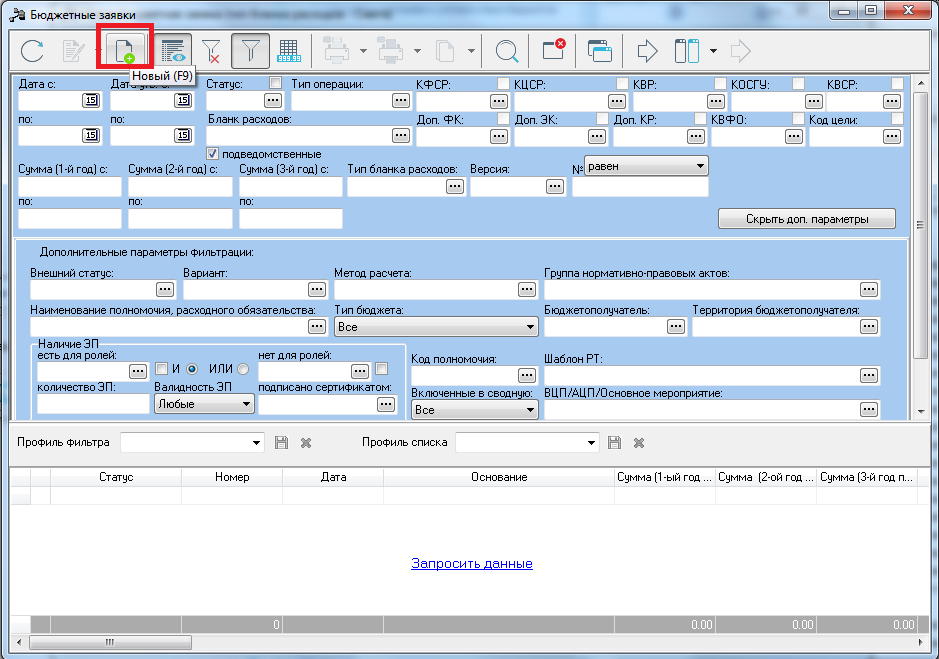 Бюджетные заявки
Новый (F9)
Дата с:
Статус:
Тип операции:
КФСР:
КЦСР:
КВР:
КОСГУ:
КВСР:
15
15
по:
по:
Бланк расходов:
Доп. ФК:
Доп. ЭК:
Доп. КР:
КВФО:
Код цели:
15
15
подведомственные
Сумма (1-й год) с:
Сумма (2-й год) с:
Сумма (3-й год) с:
Тип бланка расходов:
Версия:
№
равен
по:
по:
по:
Скрыть доп. параметры
Дополнительные параметры фильтрации:
Внешний статус:
Вариант:
Метод расчета:
Группа нормативно-правовых актов:
Наименование полномочия, расходного обязательства:
Тип бюджета:
Бюджетополучатель:
Территория бюджетополучателя:
Все
Наличие ЭП
есть для ролей:
И
ИЛИ
нет для ролей:
Код полномочия:
Шаблон РТ:
количество ЭП:
Валидность ЭП
подписано сертификатом:
Включенные в сводную:
ВЦП/АЦП/Основное мероприятие:
Любые
Все
Профиль фильтра
Профиль списка
Статус
Номер
Дата
Основание
Сумма (1-ый год ...
Сумма (2-ой год ...
Сумма (3-й год п...
Запросить данные
0
0.00
0.00
0.00